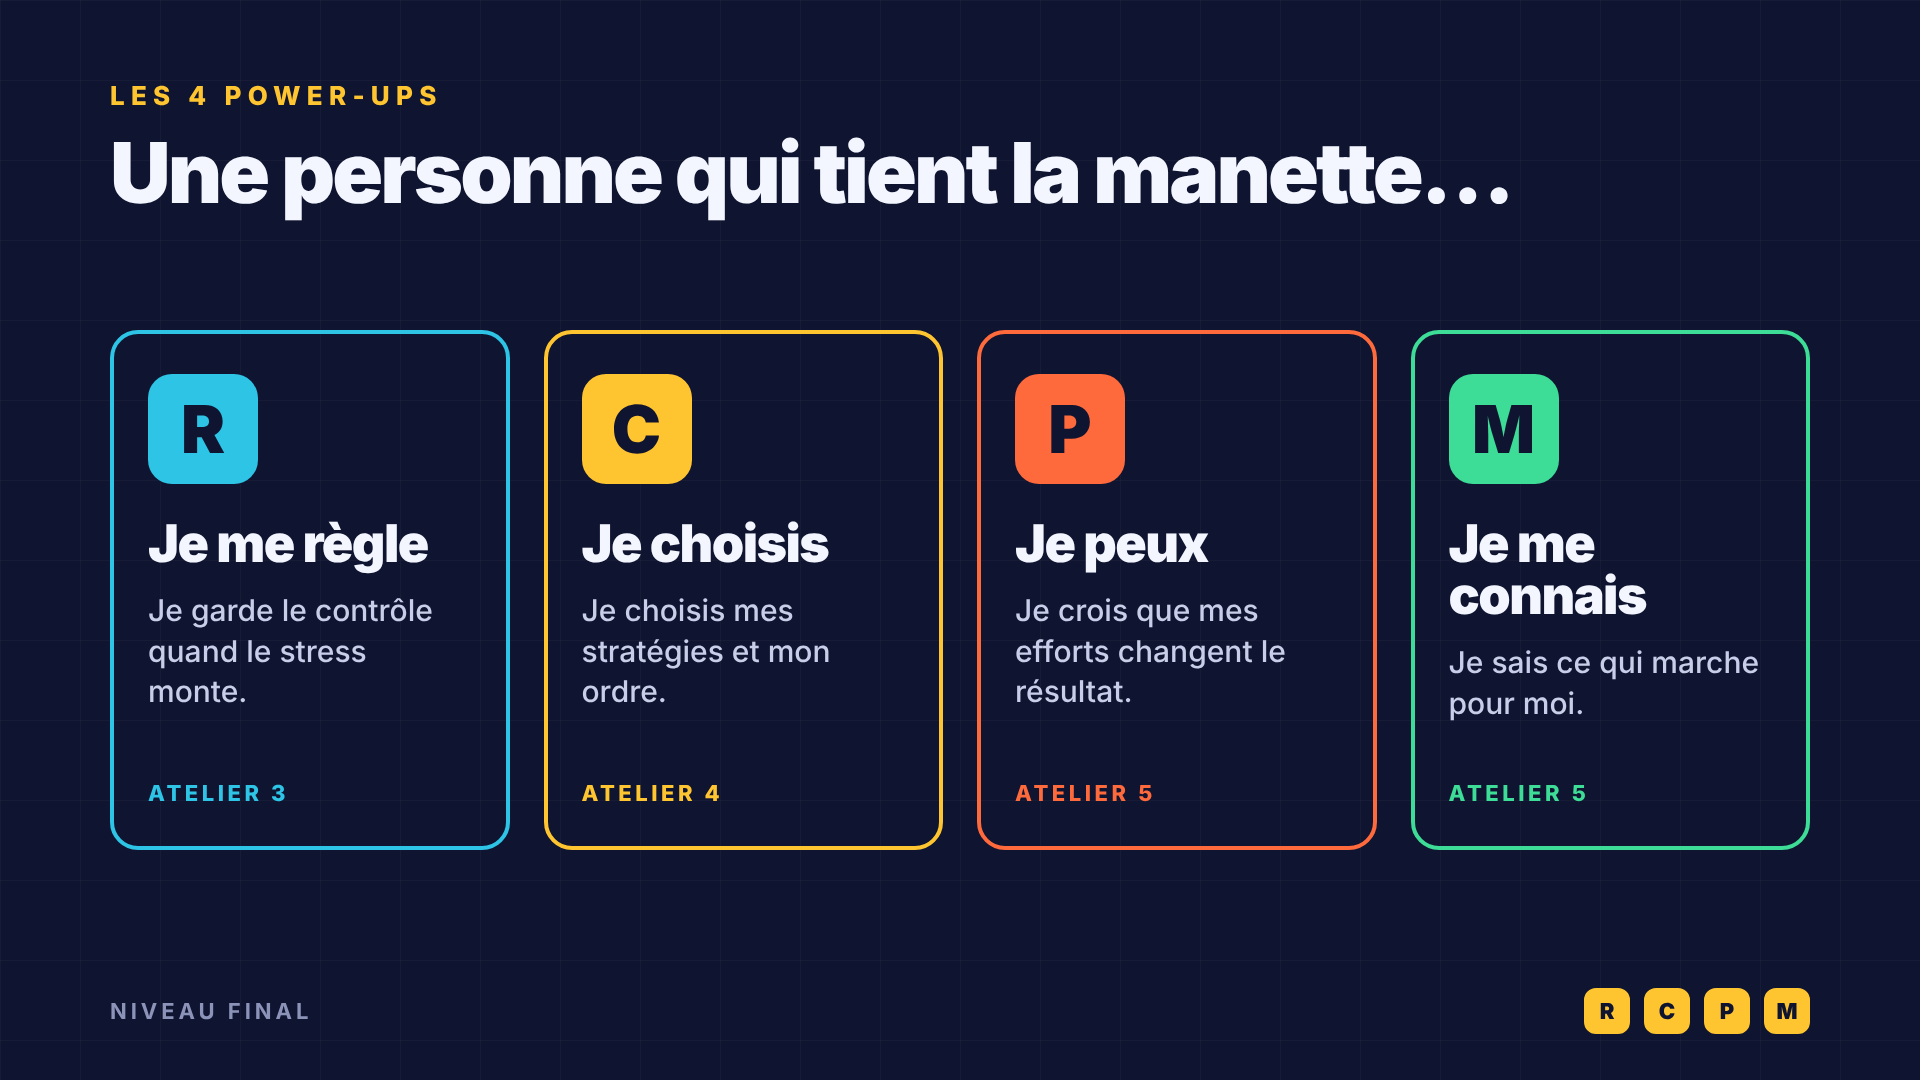 LES 4 POWER-UPS
Une personne qui tient la manette…
R
Je me règle
Je garde le contrôle
quand le stress
monte.
ATELIER 3
C
Je choisis
Je choisis mes
stratégies et mon
ordre.
ATELIER 4
P
Je peux
Je crois que mes
efforts changent le
résultat.
ATELIER 5
M
Je me
connais
Je sais ce qui marche
pour moi.
ATELIER 5
NIVEAU FINAL
R C P M